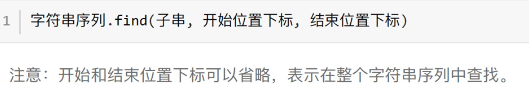 1 字符串序列.find(子串, 开始位置下标, 结束位置下标)
注意：开始和结束位置下标可以省略，表示在整个字符串序列中查找。